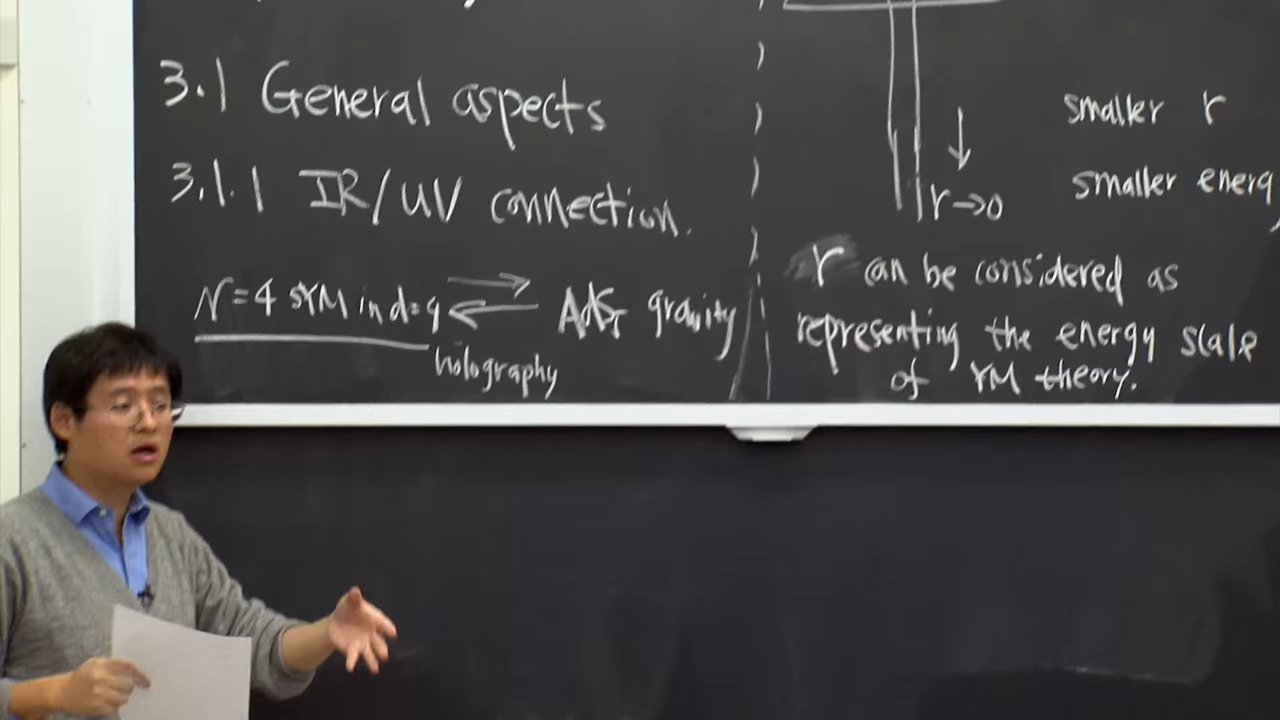 3.1 General aspects
3.1.1 IR/UV connection.
N=4 SYM in d=4 AdS5 gravity
holography
smaller r
smaller energ
r→0
r can be considered as
representing the energy scale
of YM theory.